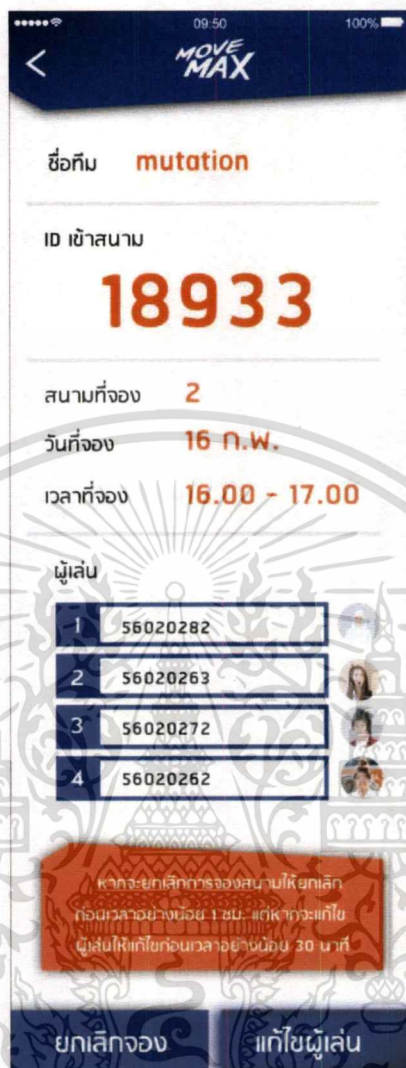 09:50
100%
MOVE
MAX
ชื่อทีม mutation
ID เข้าสนาม
18933
สนามที่จอง 2
วันที่จอง 16 ก.พ.
เวลาที่จอง 16.00 - 17.00
ผู้เล่น
1 56020282
2 56020263
3 56020272
4 56020262
หากจะยกเลิกการจองสนามให้ยกเลิก
ก่อนเวลาอย่างน้อย 1 ชม. แต่หากจะแก้ไข
ผู้เล่นให้แก้ไขก่อนเวลาอย่างน้อย 30 นาที
ยกเลิกจอง แก้ไขผู้เล่น